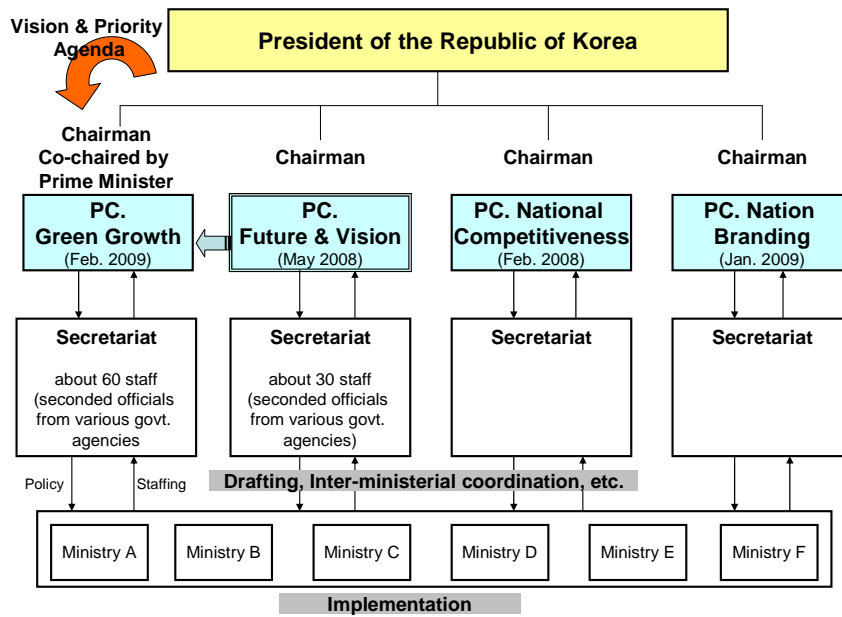 Vision & Priority
Agenda
President of the Republic of Korea
Chairman
Co-chaired by
Prime Minister
Chairman
Chairman
Chairman
PC.
Green Growth
(Feb. 2009)
PC.
Future & Vision
(May 2008)
PC. National
Competitiveness
(Feb. 2008)
PC. Nation
Branding
(Jan. 2009)
Secretariat
about 60 staff
(seconded officials
from various govt.
agencies
Secretariat
about 30 staff
(seconded officials
from various govt.
agencies)
Secretariat
Secretariat
Policy
Staffing
Drafting, Inter-ministerial coordination, etc.
Ministry A
Ministry B
Ministry C
Ministry D
Ministry E
Ministry F
Implementation